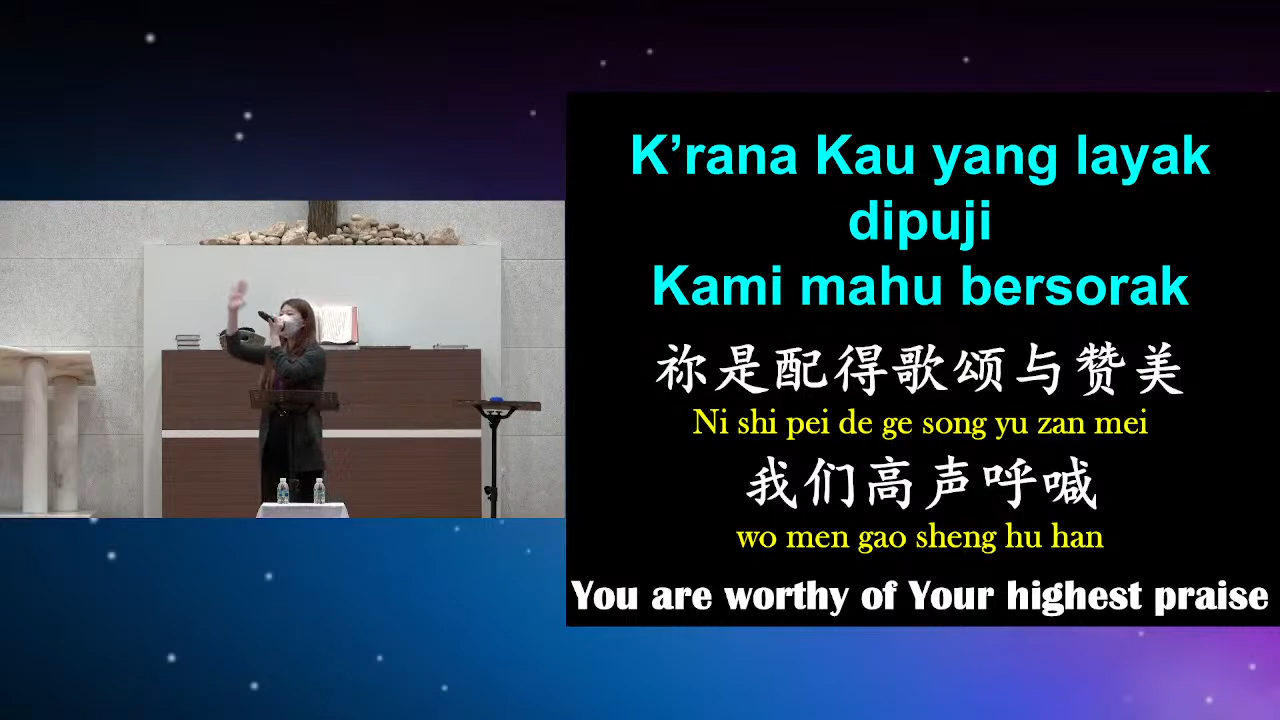 K’rana Kau yang layak
dipuji
Kami mahu bersorak
祢是配得歌颂与赞美
Ni shi pei de ge song yu zan mei
我们高声呼喊
wo men gao sheng hu han
You are worthy of Your highest praise